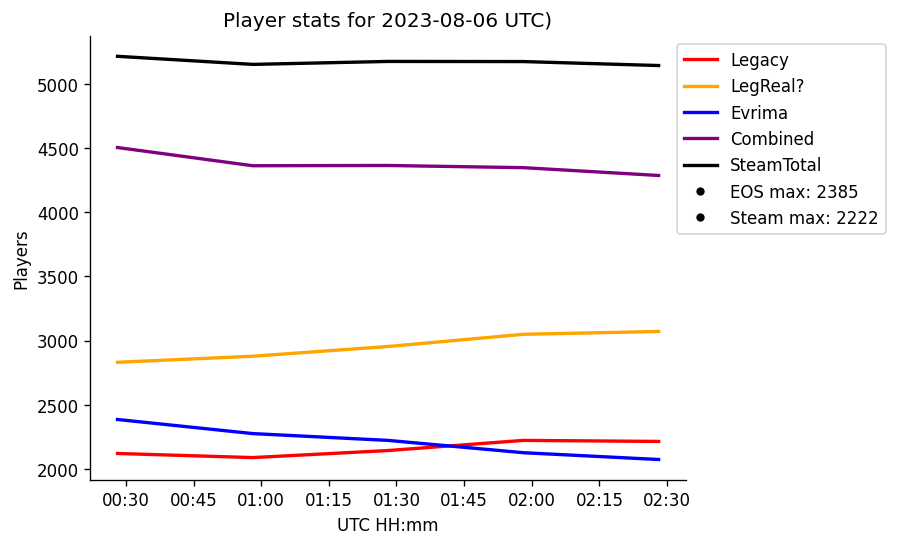 Player stats for 2023-08-06 UTC)
Players
5000
4500
4000
3500
3000
2500
2000
00:30 00:45 01:00 01:15 01:30 01:45 02:00 02:15 02:30
UTC HH:mm
Legacy
LegReal?
Evrima
Combined
SteamTotal
EOS max: 2385
Steam max: 2222